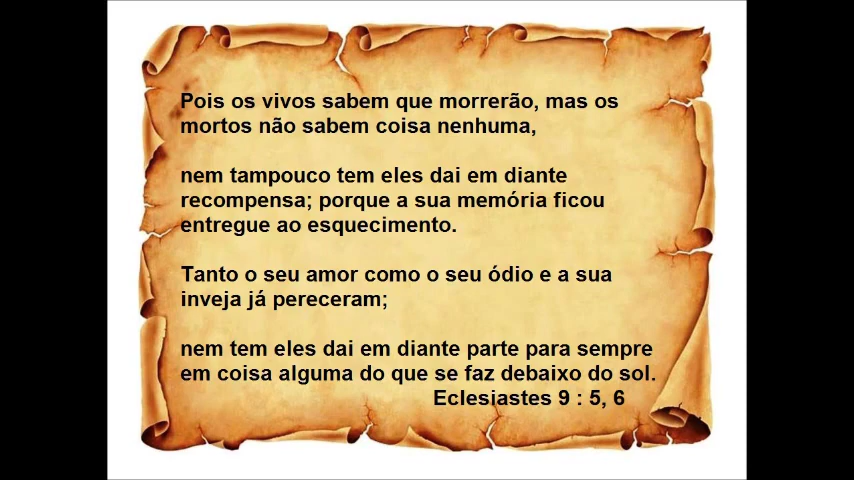 Pois os vivos sabem que morrerão, mas os
mortos não sabem coisa nenhuma,
nem tampouco tem eles dai em diante
recompensa; porque a sua memória ficou
entregue ao esquecimento.
Tanto o seu amor como o seu ódio e a sua
inveja já pereceram;
nem tem eles dai em diante parte para sempre
em coisa alguma do que se faz debaixo do sol.
Eclesiastes 9 : 5, 6